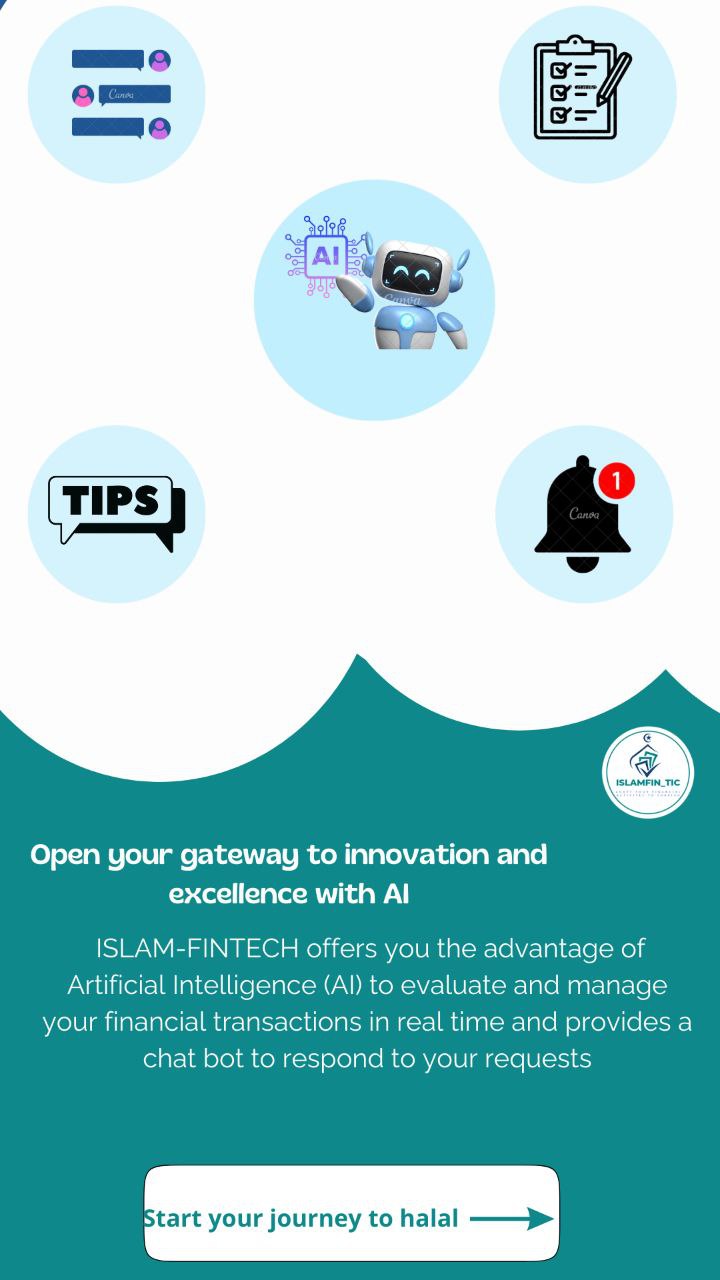 Canva
AI
Canva
TIPS
1
Canva
ISLAMFIN_TIC
Open your gateway to innovation and
excellence with AI
ISLAM-FINTECH offers you the advantage of
Artificial Intelligence (AI) to evaluate and manage
your financial transactions in real time and provides a
chat bot to respond to your requests
Start your journey to halal